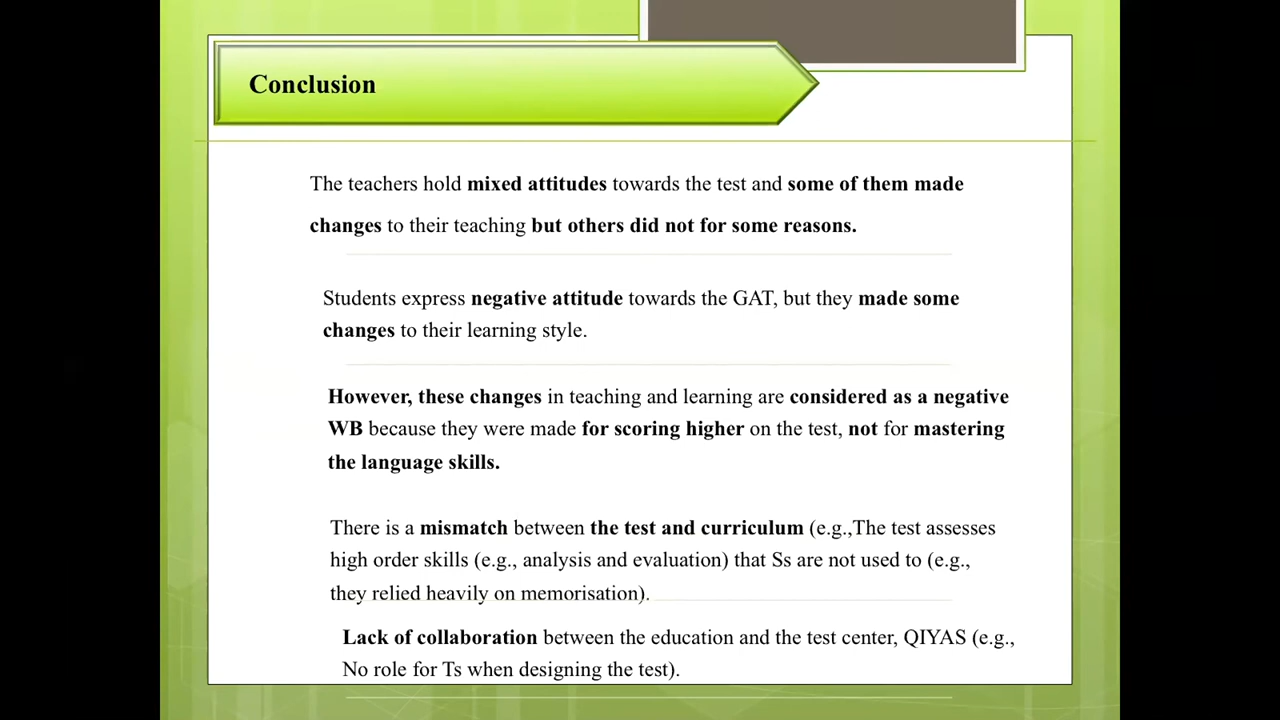 Conclusion
The teachers hold mixed attitudes towards the test and some of them made
changes to their teaching but others did not for some reasons.
Students express negative attitude towards the GAT, but they made some
changes to their learning style.
However, these changes in teaching and learning are considered as a negative
WB because they were made for scoring higher on the test, not for mastering
the language skills.
There is a mismatch between the test and curriculum (e.g.,The test assesses
high order skills (e.g., analysis and evaluation) that Ss are not used to (e.g.,
they relied heavily on memorisation).
Lack of collaboration between the education and the test center, QIYAS (e.g.,
No role for Ts when designing the test).